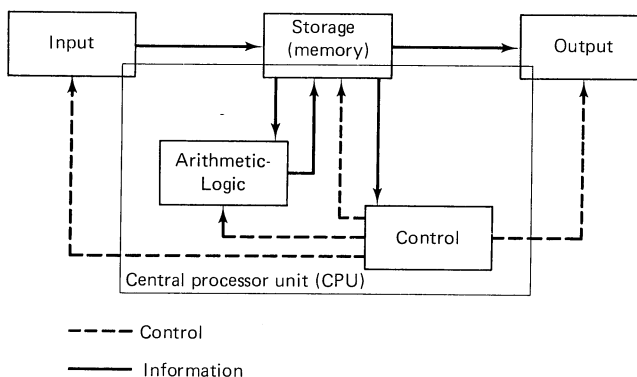 Input
Storage
(memory)
Output
Arithmetic-
Logic
Control
Central processor unit (CPU)
Control
Information